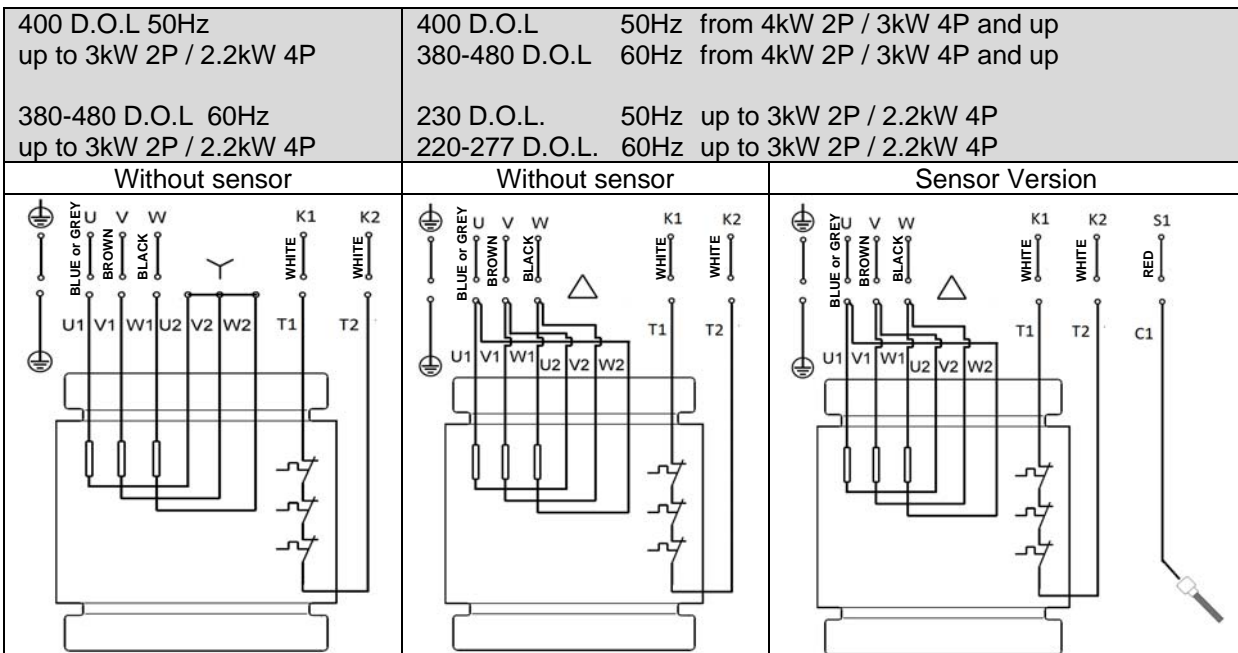 400 D.O.L 50Hz
up to 3kW 2P / 2.2kW 4P
380-480 D.O.L 60Hz
up to 3kW 2P / 2.2kW 4P
400 D.O.L 50Hz from 4kW 2P / 3kW 4P and up
380-480 D.O.L 60Hz from 4kW 2P / 3kW 4P and up
230 D.O.L. 50Hz up to 3kW 2P / 2.2kW 4P
220-277 D.O.L. 60Hz up to 3kW 2P / 2.2kW 4P
Without sensor
Without sensor
Sensor Version
U V W K1 K2
BLUE or GREY
BROWN
BLACK
WHITE
WHITE
U1 V1 W1 U2 V2 W2 T1 T2
U V W K1 K2
BLUE or GREY
BROWN
BLACK
WHITE
WHITE
U1 V1 W1 U2 V2 W2 T1 T2
U V W K1 K2 S1
BLUE or GREY
BROWN
BLACK
WHITE
WHITE
RED
U1 V1 W1 U2 V2 W2 T1 T2 C1